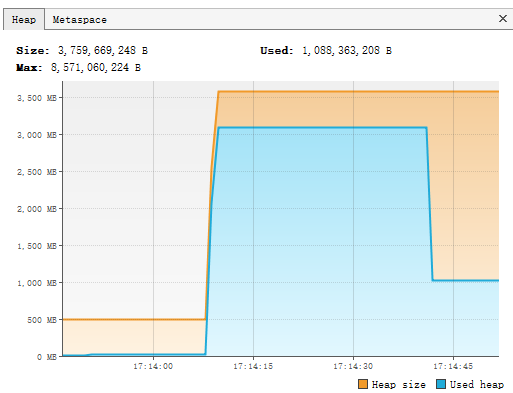 Heap Metaspace ×
Size: 3,759,669,248 B Used: 1,088,363,208 B
Max: 8,571,060,224 B
3,500 MB
3,000 MB
2,500 MB
2,000 MB
1,500 MB
1,000 MB
500 MB
0 MB
17:14:00 17:14:15 17:14:30 17:14:45
Heap size Used heap